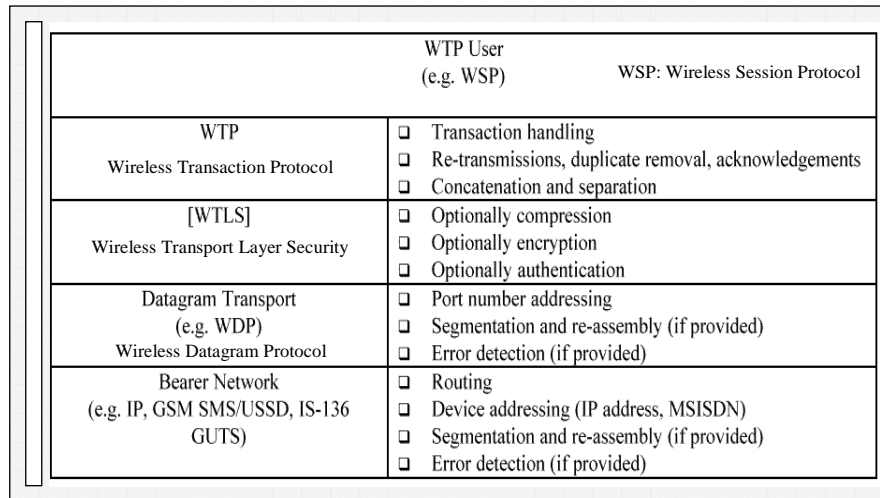 WTP User
(e.g. WSP)
WSP: Wireless Session Protocol
WTP
Wireless Transaction Protocol
❑ Transaction handling
❑ Re-transmissions, duplicate removal, acknowledgements
❑ Concatenation and separation
[WTLS]
Wireless Transport Layer Security
❑ Optionally compression
❑ Optionally encryption
❑ Optionally authentication
Datagram Transport
(e.g. WDP)
Wireless Datagram Protocol
❑ Port number addressing
❑ Segmentation and re-assembly (if provided)
❑ Error detection (if provided)
Bearer Network
(e.g. IP, GSM SMS/USSD, IS-136
GUTS)
❑ Routing
❑ Device addressing (IP address, MSISDN)
❑ Segmentation and re-assembly (if provided)
❑ Error detection (if provided)